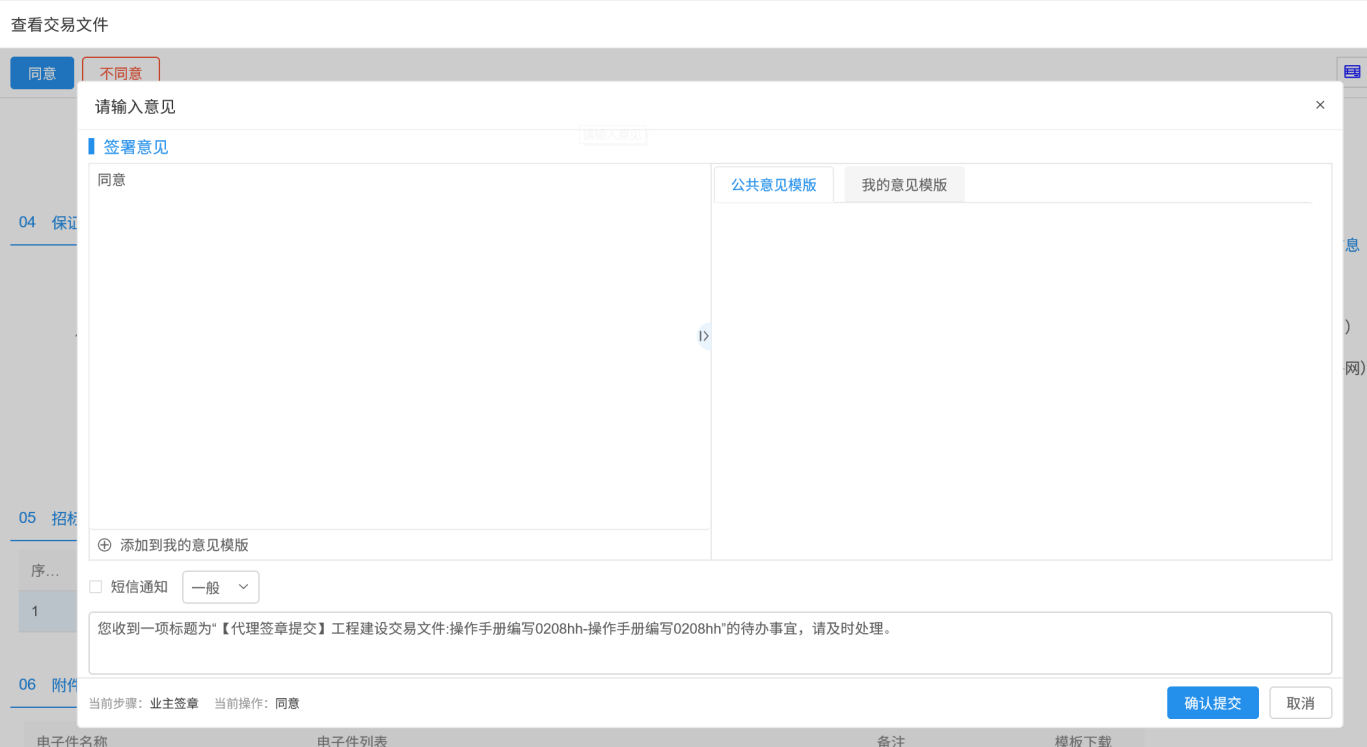 查看交易文件
同意 不同意
请输入意见 ×
请输入意见
签署意见
同意
公共意见模版 我的意见模版
04 保证
息
)
网)
05 招标
添加到我的意见模版
序...
短信通知 一般
1
您收到一项标题为“【代理签章提交】工程建设交易文件:操作手册编写0208hh-操作手册编写0208hh”的待办事宜，请及时处理。
06 附件
当前步骤：业主签章 当前操作：同意
确认提交 取消
电子件名称 电子件列表 备注 模板下载